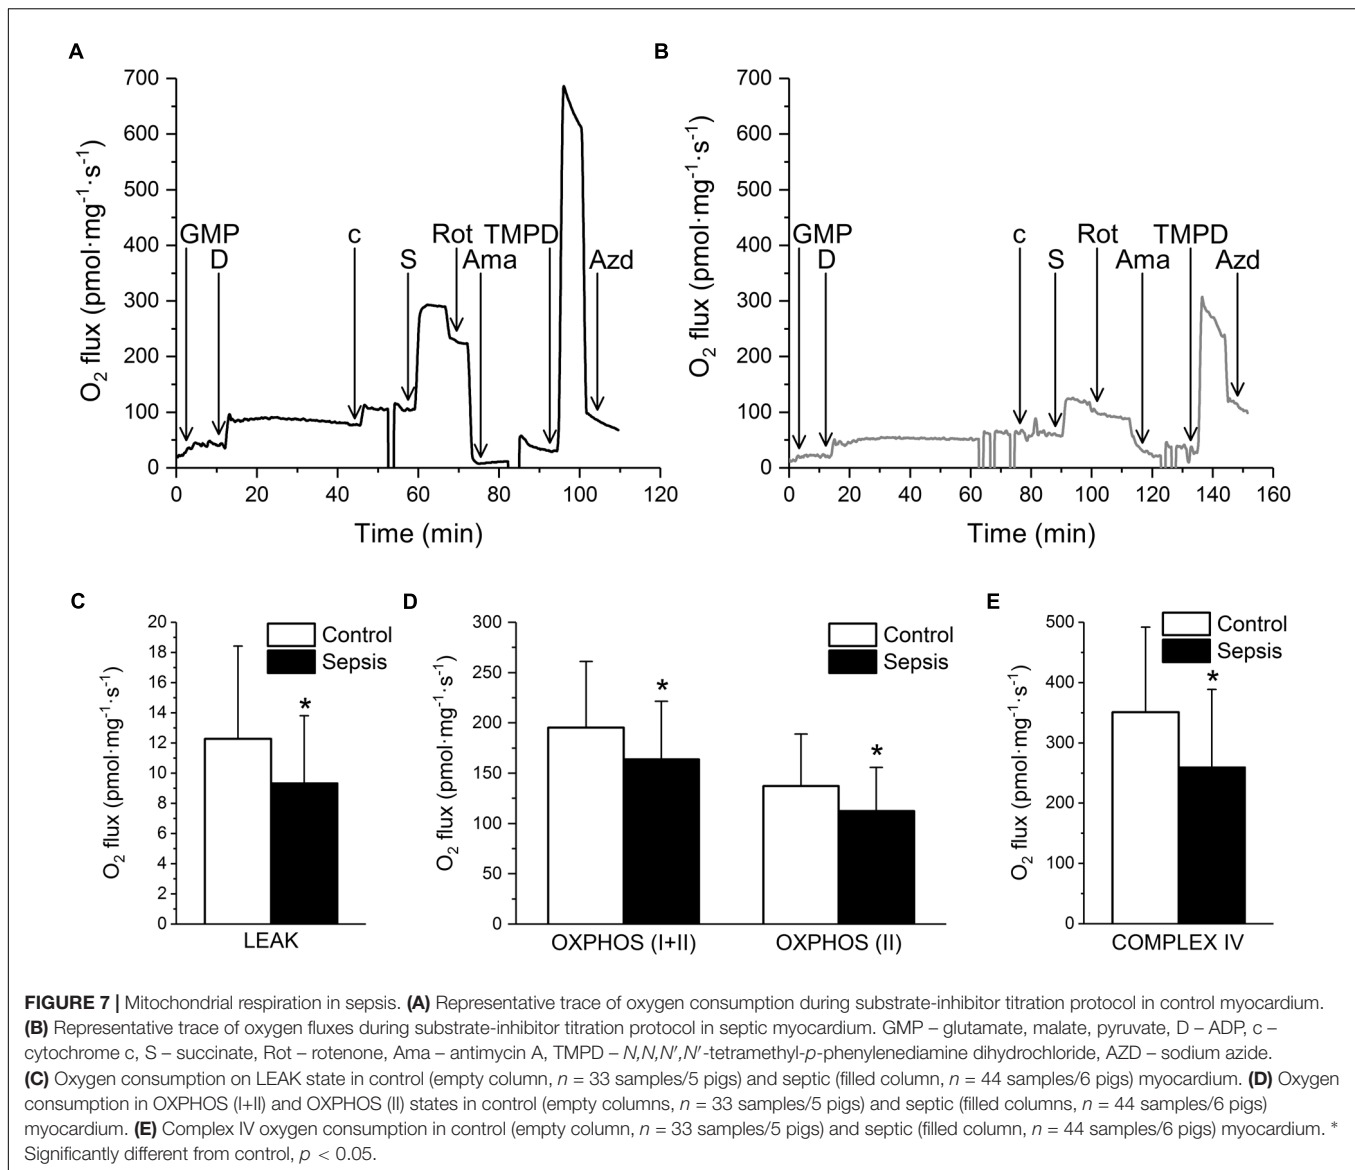 A
B
700
600
500
400
300
200
100
0
O2 flux (pmol·mg-1·s-1)
GMP
D
c
S
Rot
Ama
TMPD
Azd
0 20 40 60 80 100 120
Time (min)
700
600
500
400
300
200
100
0
O2 flux (pmol·mg-1·s-1)
GMP
D
c
S
Rot
Ama
TMPD
Azd
0 20 40 60 80 100 120 140 160
Time (min)
C
20
18
16
14
12
10
8
6
4
2
0
O2 flux (pmol·mg-1·s-1)
Control
Sepsis
*
LEAK
D
300
250
200
150
100
50
0
O2 flux (pmol·mg-1·s-1)
Control
Sepsis
*
*
OXPHOS (I+II) OXPHOS (II)
E
500
400
300
200
100
0
O2 flux (pmol·mg-1·s-1)
Control
Sepsis
*
COMPLEX IV
FIGURE 7 | Mitochondrial respiration in sepsis. (A) Representative trace of oxygen consumption during substrate-inhibitor titration protocol in control myocardium.
(B) Representative trace of oxygen fluxes during substrate-inhibitor titration protocol in septic myocardium. GMP – glutamate, malate, pyruvate, D – ADP, c –
cytochrome c, S – succinate, Rot – rotenone, Ama – antimycin A, TMPD – N,N,N′,N′-tetramethyl-p-phenylenediamine dihydrochloride, AZD – sodium azide.
(C) Oxygen consumption on LEAK state in control (empty column, n = 33 samples/5 pigs) and septic (filled column, n = 44 samples/6 pigs) myocardium. (D) Oxygen
consumption in OXPHOS (I+II) and OXPHOS (II) states in control (empty columns, n = 33 samples/5 pigs) and septic (filled columns, n = 44 samples/6 pigs)
myocardium. (E) Complex IV oxygen consumption in control (empty column, n = 33 samples/5 pigs) and septic (filled column, n = 44 samples/6 pigs) myocardium. *
Significantly different from control, p < 0.05.